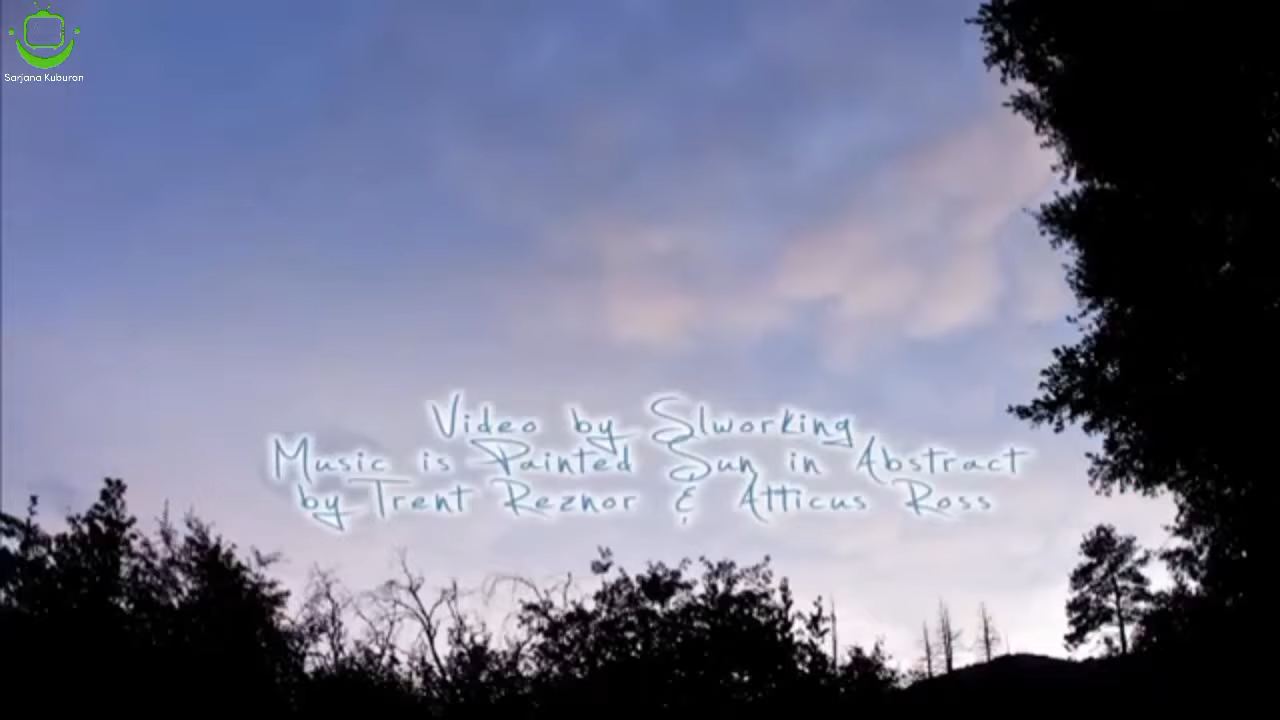 Sarjana Kuburan
Video by Slworking
Music is Painted Sun in Abstract
by Trent Reznor & Atticus Ross